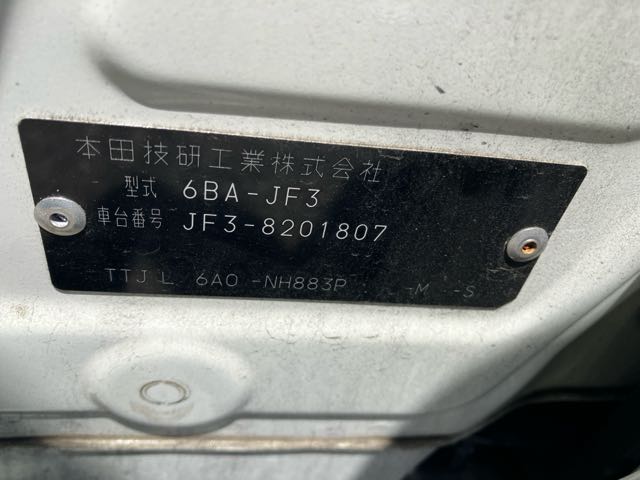 本田技研工業株式会社
型式 6BA-JF3
車台番号 JF3-8201807
TTJL 6A0 -NH883P -M -S